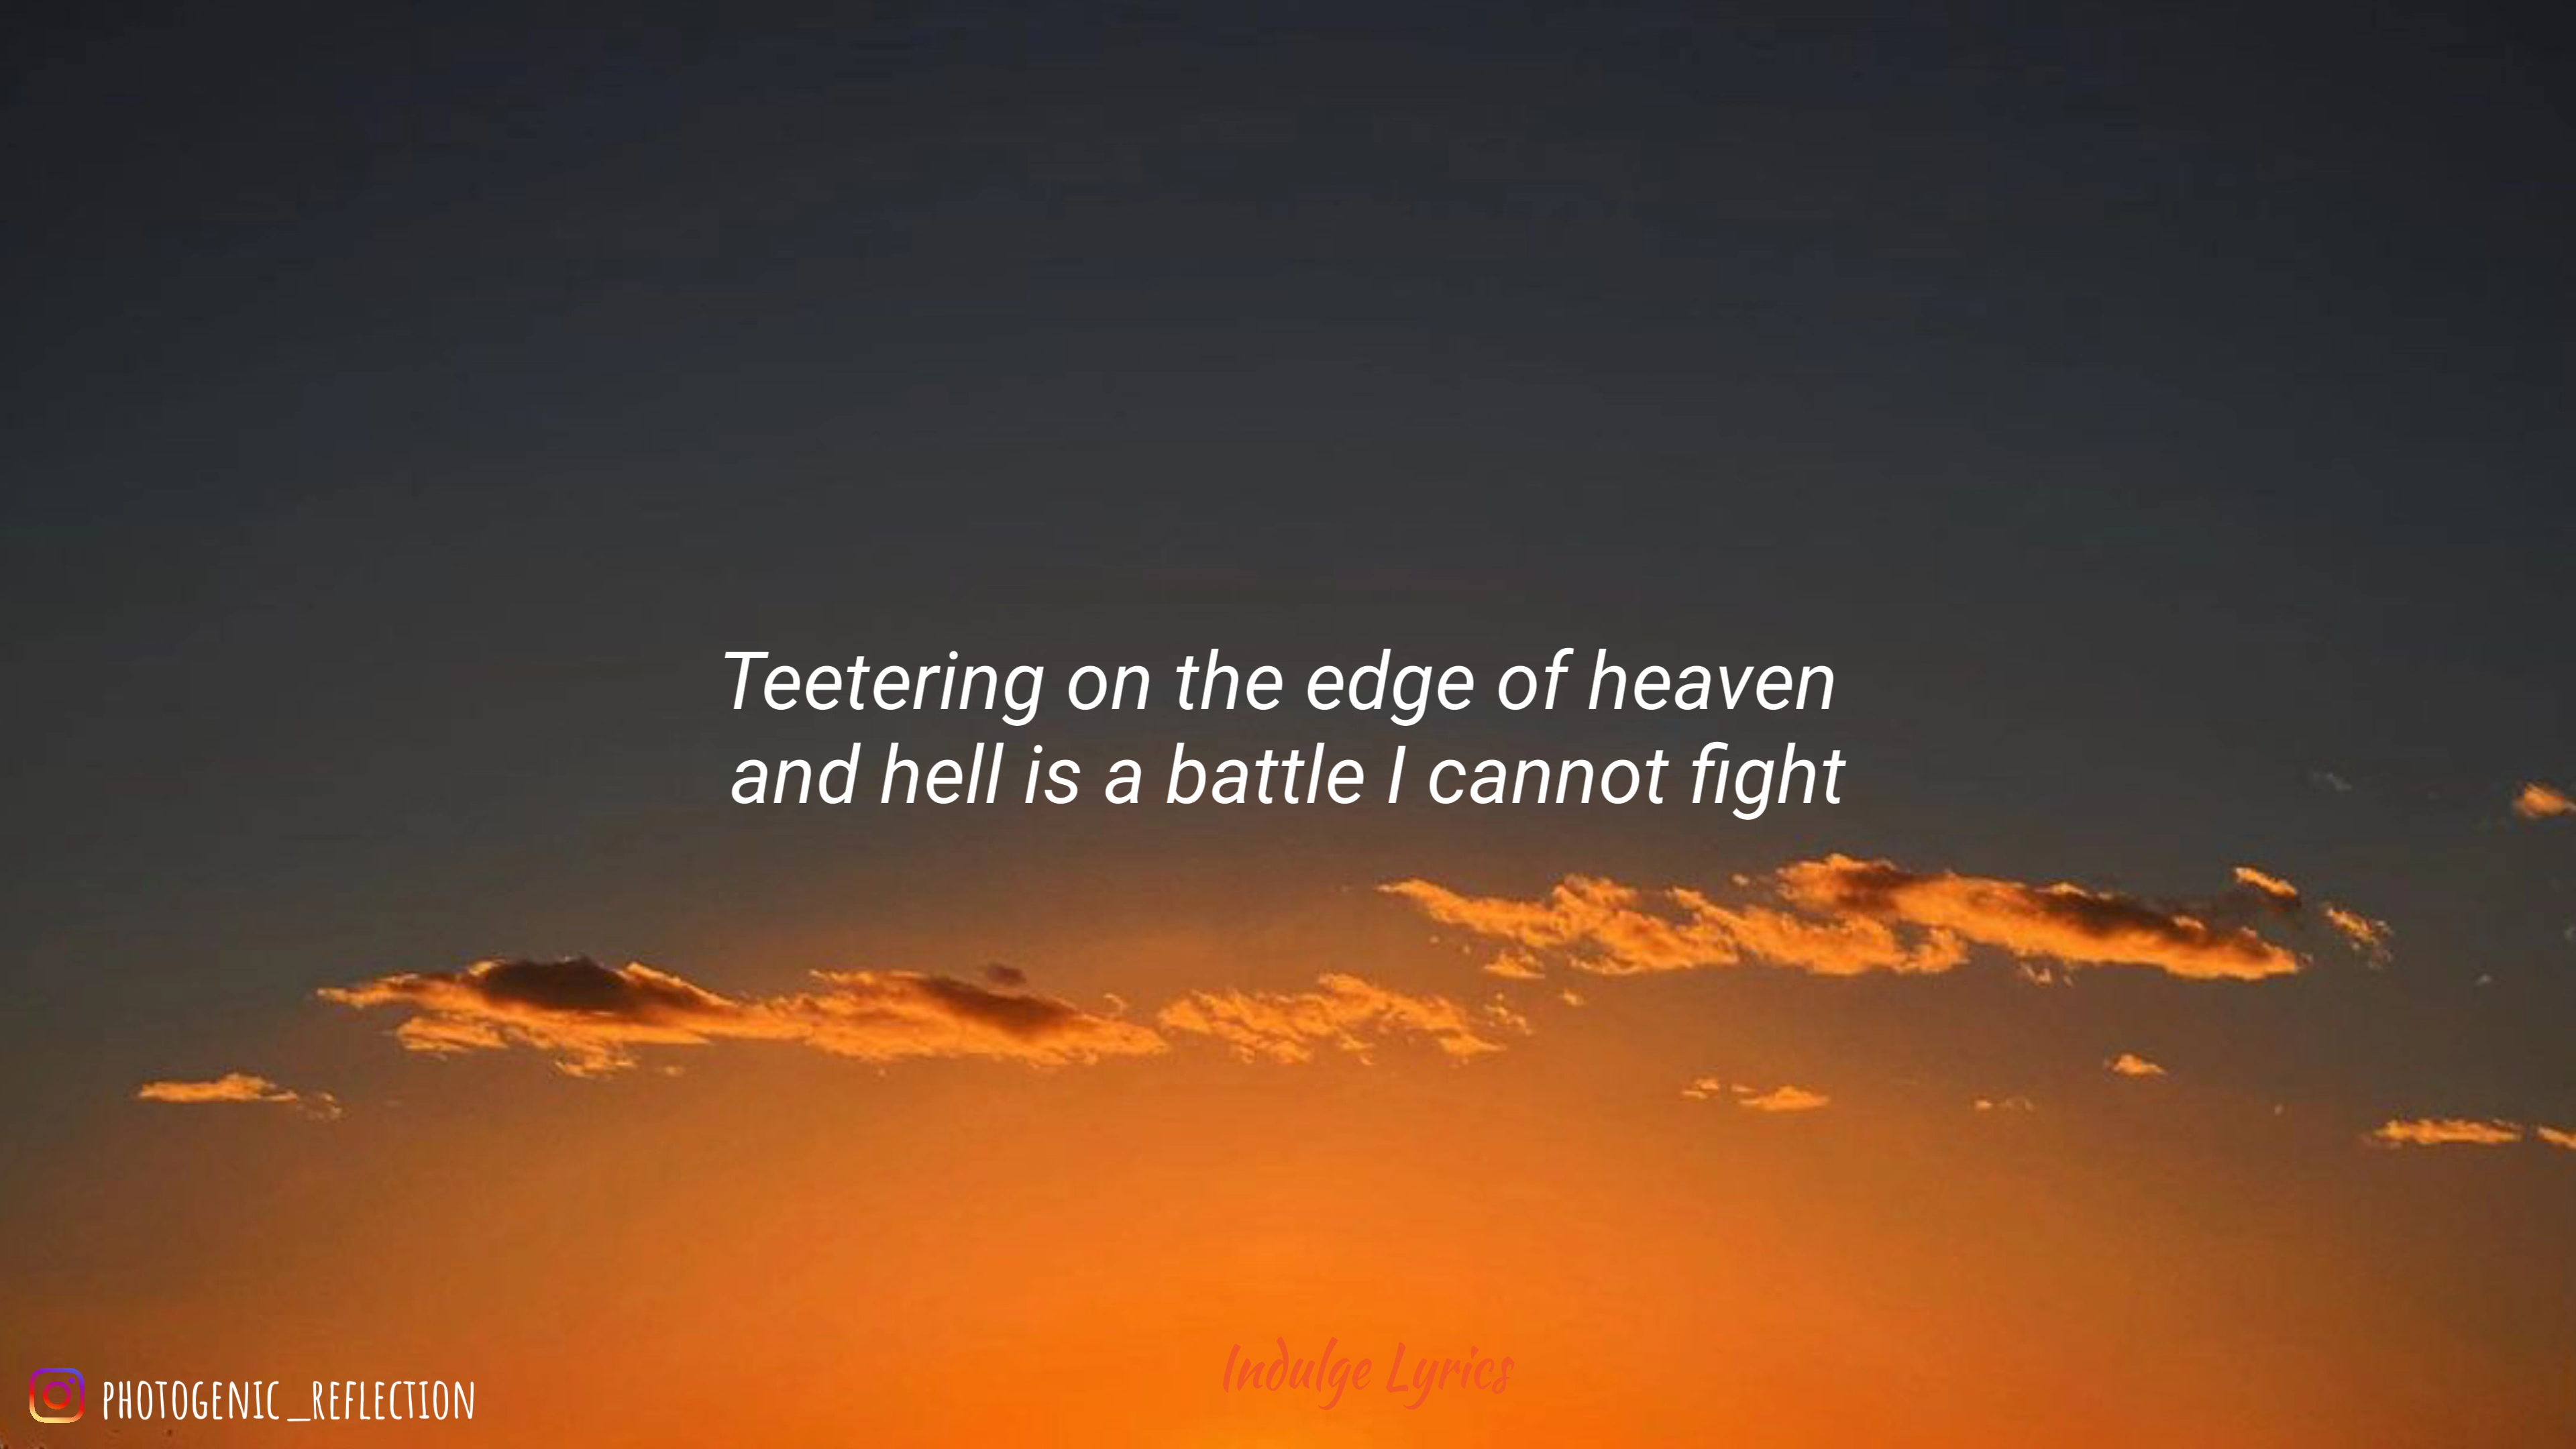 Teetering on the edge of heaven
and hell is a battle I cannot fight
Indulge Lyrics
PHOTOGENIC_REFLECTION